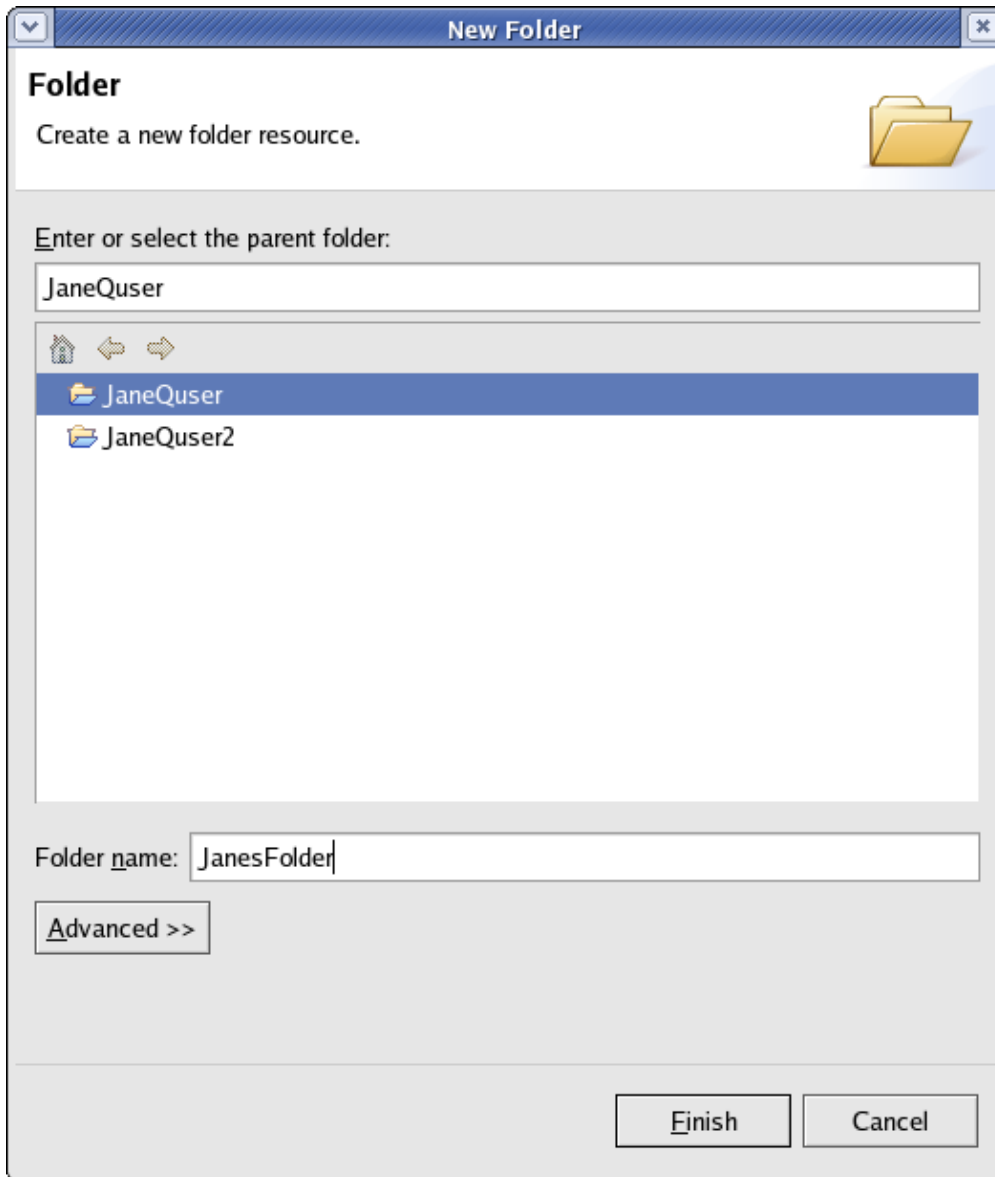 New Folder
Folder
Create a new folder resource.
Enter or select the parent folder:
JaneQuser
JaneQuser
JaneQuser2
Folder name: JanesFolder
Advanced >>
Finish Cancel